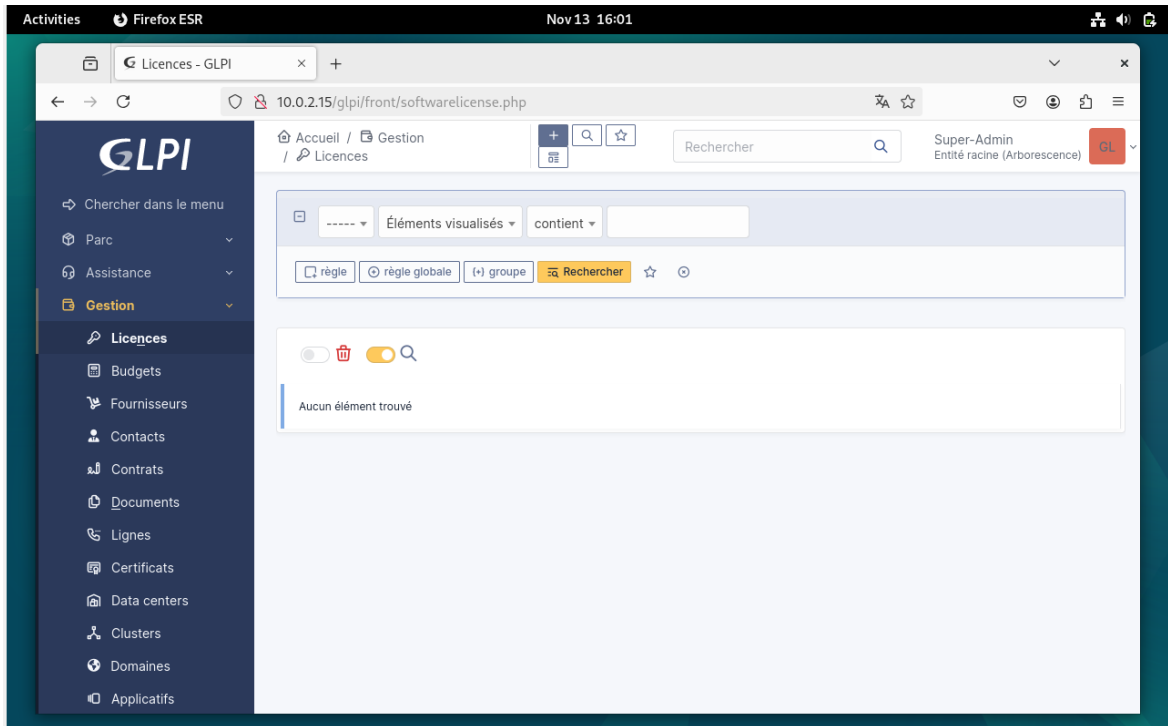 Activities Firefox ESR Nov 13 16:01
Licences - GLPI
10.0.2.15/glpi/front/softwarelicense.php
GLPI
Accueil / Gestion
/ Licences
Rechercher
Super-Admin
Entité racine (Arborescence)
GL
Chercher dans le menu
Parc
Assistance
Gestion
Licences
Budgets
Fournisseurs
Contacts
Contrats
Documents
Lignes
Certificats
Data centers
Clusters
Domaines
Applicatifs
----- Éléments visualisés contient
règle règle globale (+) groupe Rechercher
Aucun élément trouvé